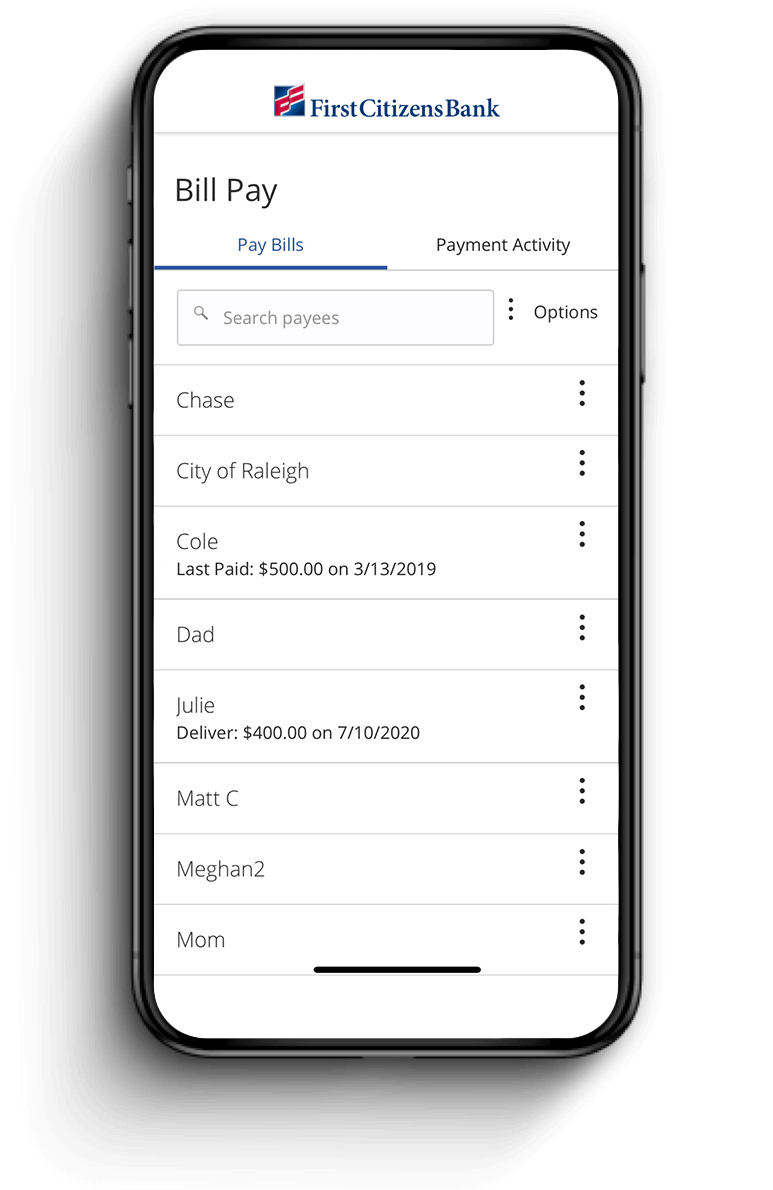 First Citizens Bank
Bill Pay
Pay Bills
Payment Activity
Search payees
Options
Chase
City of Raleigh
Cole
Last Paid: $500.00 on 3/13/2019
Dad
Julie
Deliver: $400.00 on 7/10/2020
Matt C
Meghan2
Mom